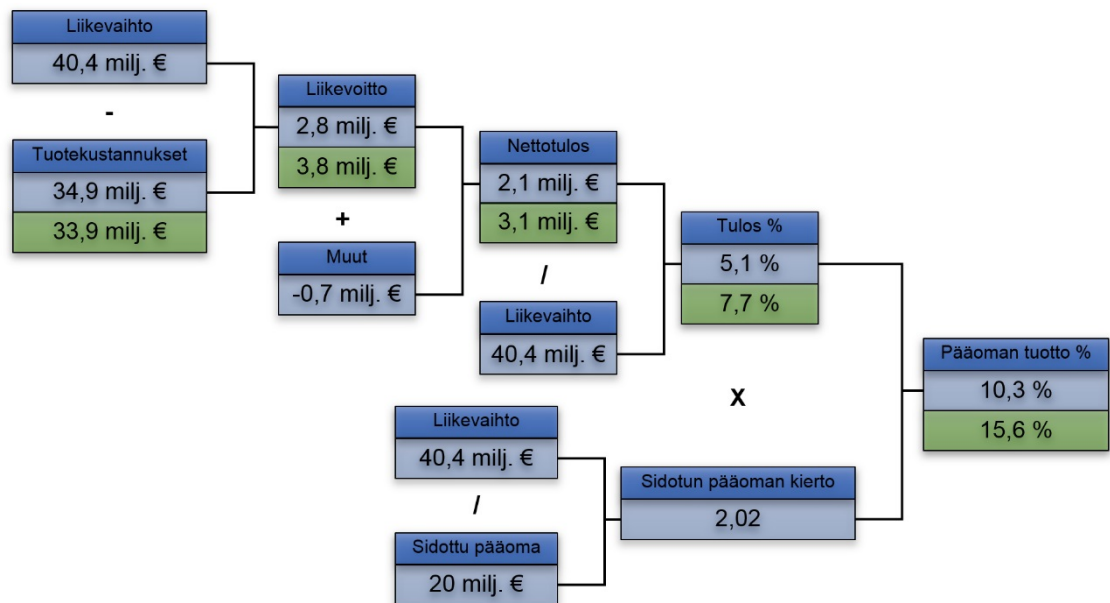 Liikevaihto
40,4 milj. €
-
Tuotekustannukset
34,9 milj. €
33,9 milj. €
Liikevoitto
2,8 milj. €
3,8 milj. €
+
Muut
-0,7 milj. €
Nettotulos
2,1 milj. €
3,1 milj. €
/
Liikevaihto
40,4 milj. €
Tulos %
5,1 %
7,7 %
X
Liikevaihto
40,4 milj. €
/
Sidottu pääoma
20 milj. €
Sidotun pääoman kierto
2,02
Pääoman tuotto %
10,3 %
15,6 %